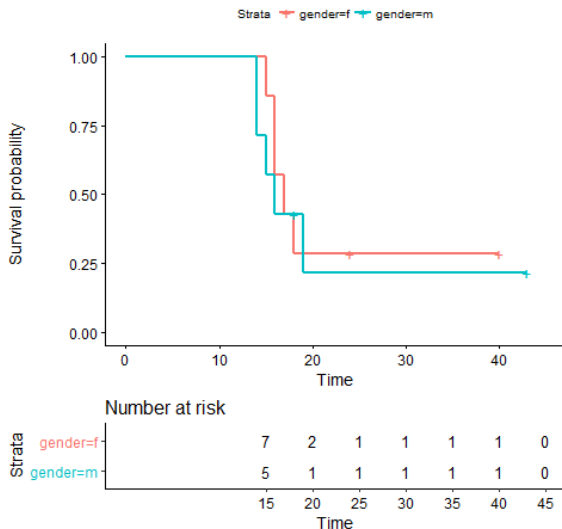 Strata gender=f gender=m
1.00
0.75
0.50
0.25
0.00
Survival probability
0 10 20 30 40
Time
Number at risk
Strata
gender=f 7 2 1 1 1 1 0
gender=m 5 1 1 1 1 1 0
15 20 25 30 35 40 45
Time